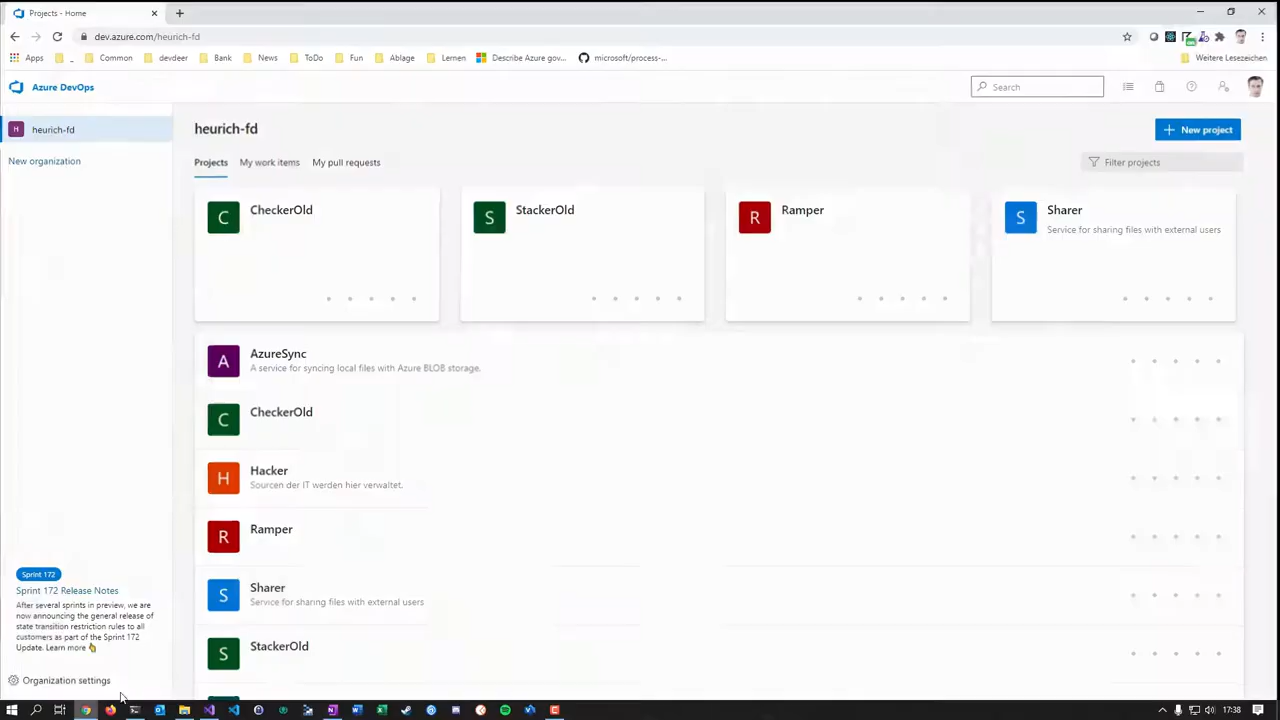 Projects - Home
dev.azure.com/heurich-fd
Apps
_
Common
devdeer
Bank
News
ToDo
Fun
Ablage
Lernen
Describe Azure gov...
microsoft/process-...
Weitere Lesezeichen
Azure DevOps
Search
H
heurich-fd
New organization
heurich-fd
New project
Projects
My work items
My pull requests
Filter projects
C
CheckerOld
S
StackerOld
R
Ramper
S
Sharer
Service for sharing files with external users
A
AzureSync
A service for syncing local files with Azure BLOB storage.
C
CheckerOld
H
Hacker
Sourcen der IT werden hier verwaltet.
R
Ramper
S
Sharer
Service for sharing files with external users
S
StackerOld
Sprint 172
Sprint 172 Release Notes
After several sprints in preview, we are
now announcing the general release of
state transition restriction rules to all
customers as part of the Sprint 172
Update. Learn more
Organization settings
17:38